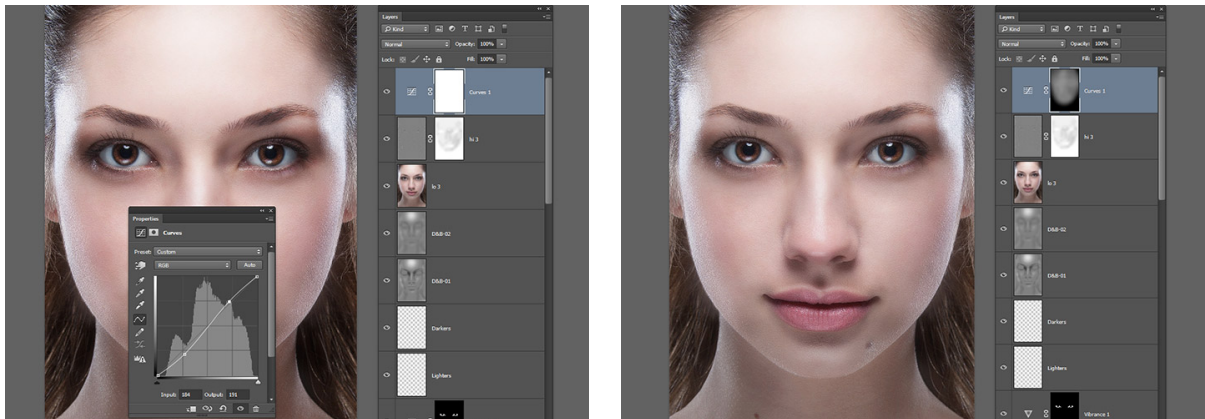 Layers
Kind
Normal Opacity: 100%
Lock: Fill: 100%
Curves 1
hi 3
lo 3
D&B-02
D&B-01
Darkers
Lighters
Properties
Curves
Preset: Custom
RGB Auto
Input: 184 Output: 191
Layers
Kind
Normal Opacity: 100%
Lock: Fill: 100%
Curves 1
hi 3
lo 3
D&B-02
D&B-01
Darkers
Lighters
Vibrance 1